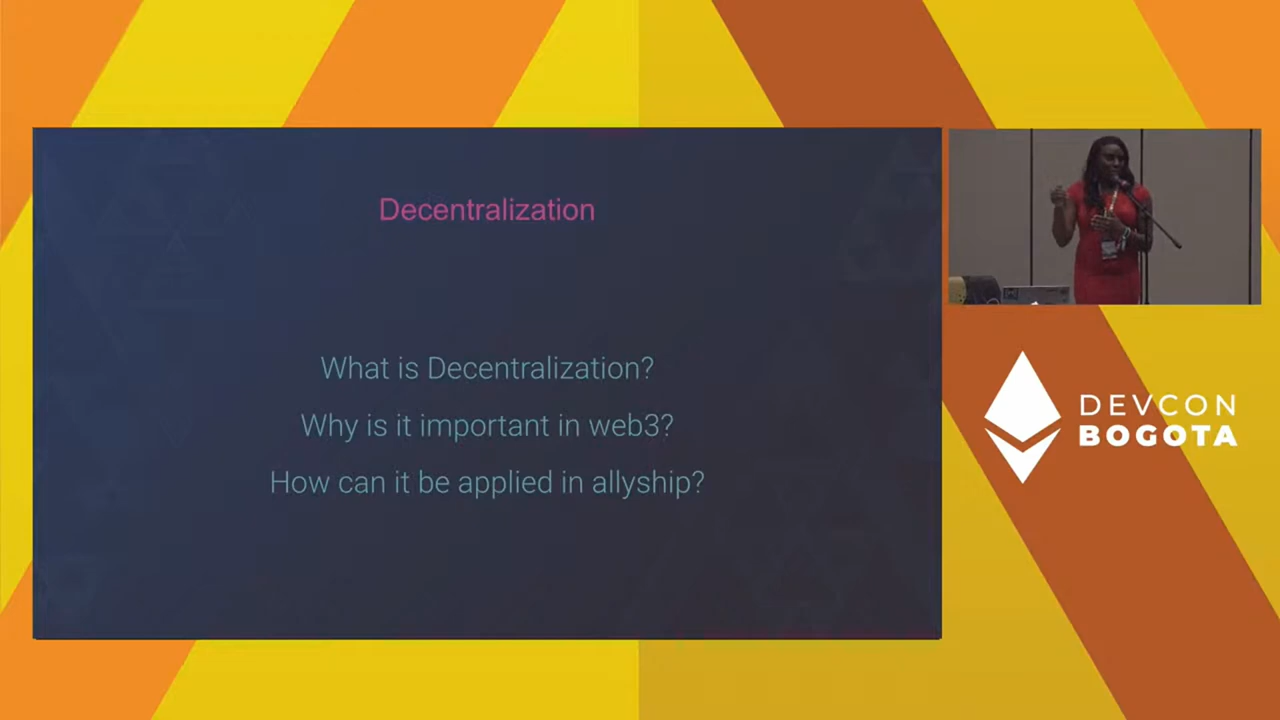 Decentralization
What is Decentralization?
Why is it important in web3?
How can it be applied in allyship?
DEVCON
BOGOTA